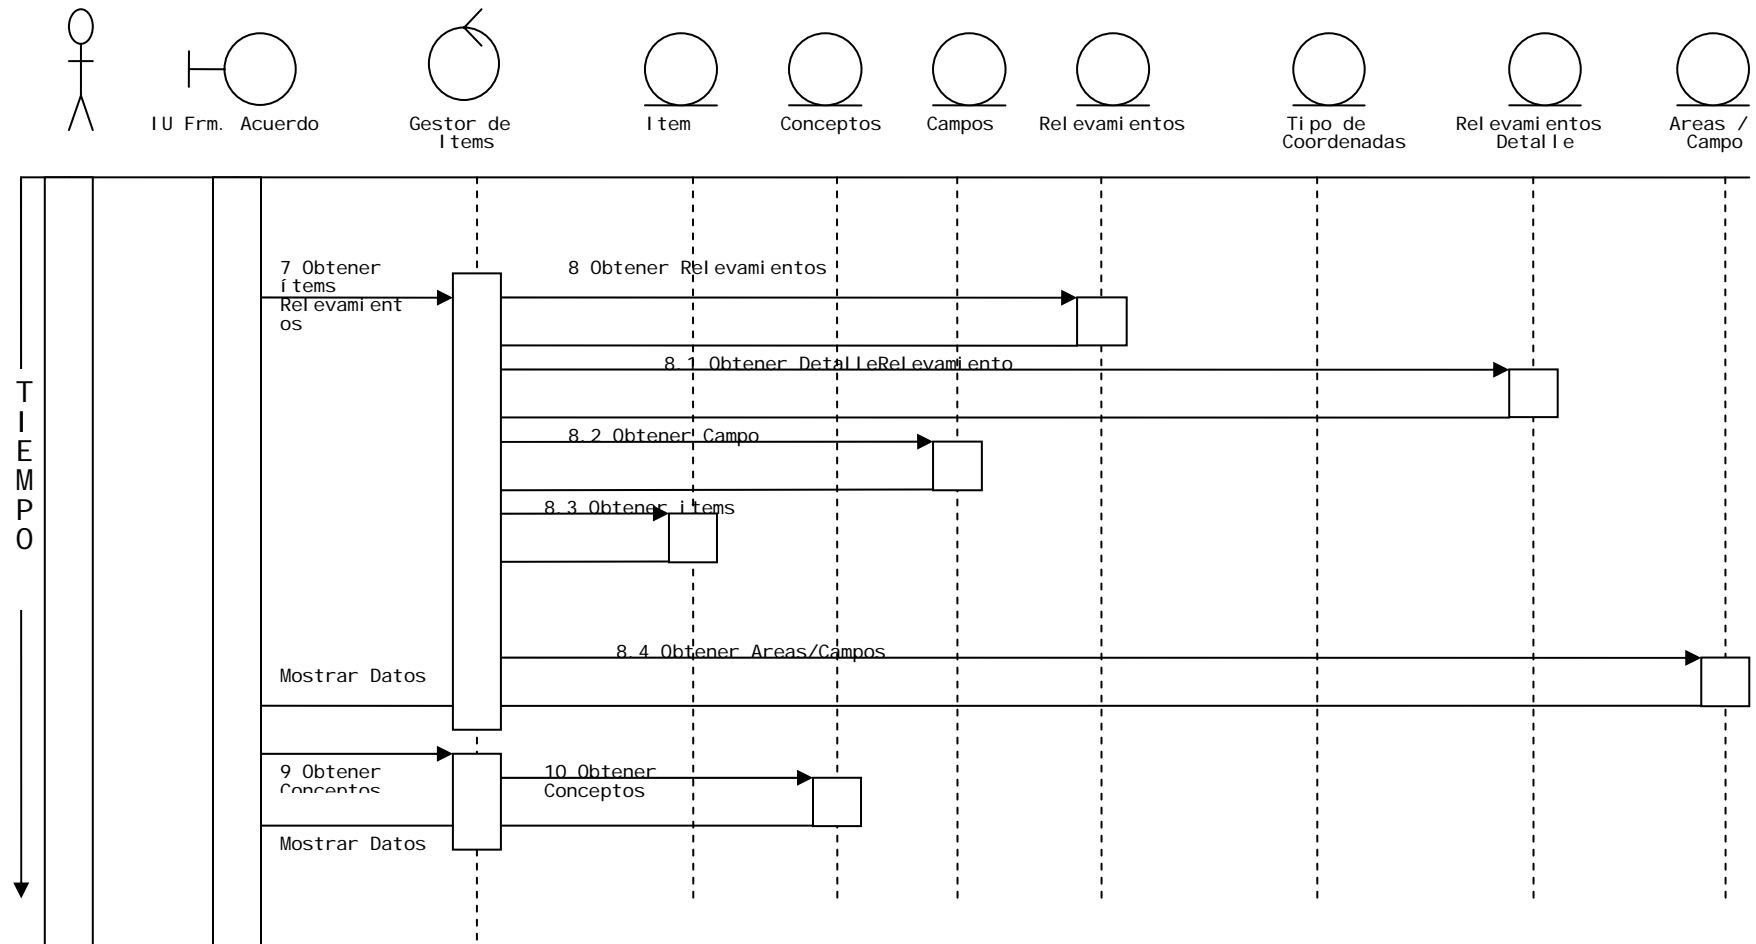 IU Frm. Acuerdo
Gestor de
Items
Item
Conceptos
Campos
Relevamientos
Tipo de
Coordenadas
Relevamientos
Detalle
Areas /
Campo
7 Obtener
ítems
Relevamient
os
8 Obtener Relevamientos
8.1 Obtener DetalleRelevamiento
T
I
E
M
P
O
8.2 Obtener Campo
8.3 Obtener items
8.4 Obtener Areas/Campos
Mostrar Datos
9 Obtener
Conceptos
10 Obtener
Conceptos
Mostrar Datos